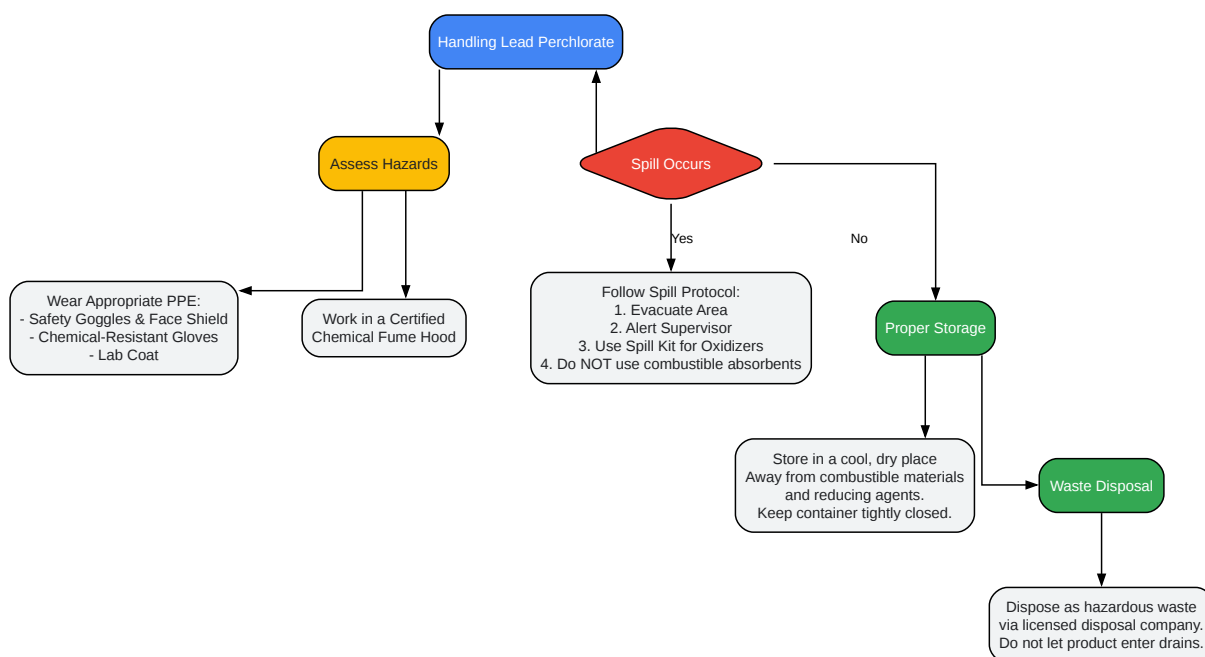 Handling Lead Perchlorate
Assess Hazards
Spill Occurs
Yes
No
Wear Appropriate PPE:
- Safety Goggles & Face Shield
- Chemical-Resistant Gloves
- Lab Coat
Work in a Certified
Chemical Fume Hood
Follow Spill Protocol:
1. Evacuate Area
2. Alert Supervisor
3. Use Spill Kit for Oxidizers
4. Do NOT use combustible absorbents
Proper Storage
Store in a cool, dry place
Away from combustible materials
and reducing agents.
Keep container tightly closed.
Waste Disposal
Dispose as hazardous waste
via licensed disposal company.
Do not let product enter drains.